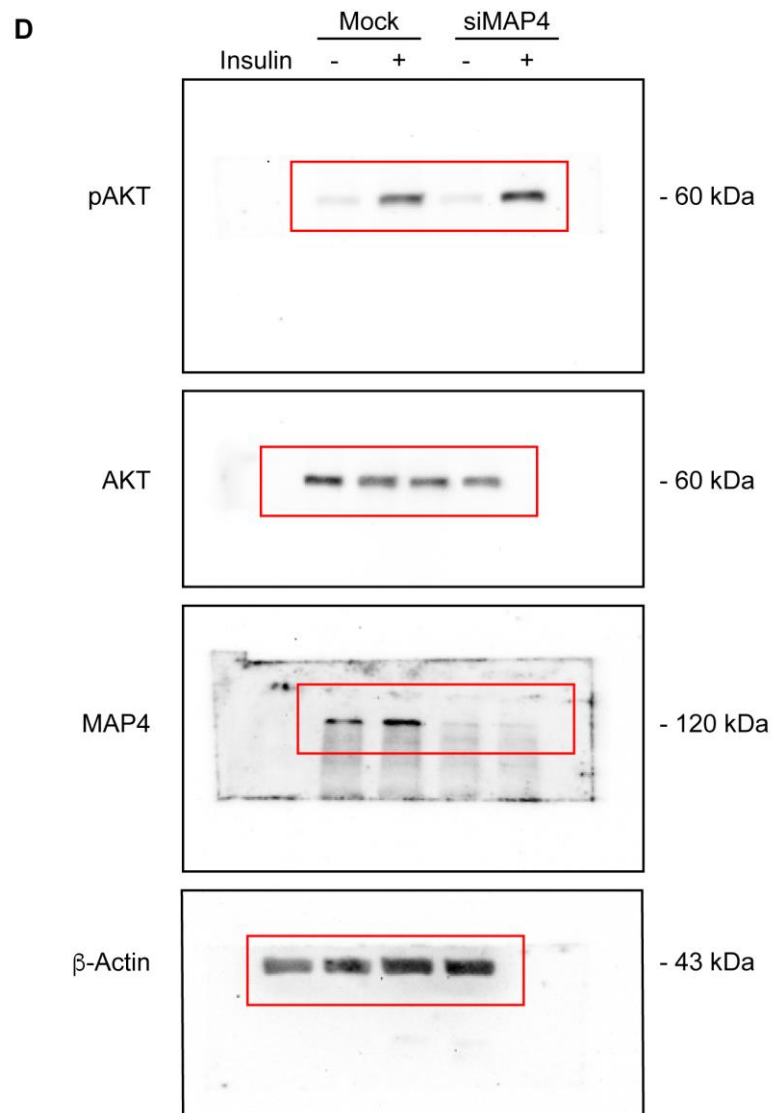 D
Mock siMAP4
Insulin - + - +
pAKT - 60 kDa
AKT - 60 kDa
MAP4 - 120 kDa
β-Actin - 43 kDa